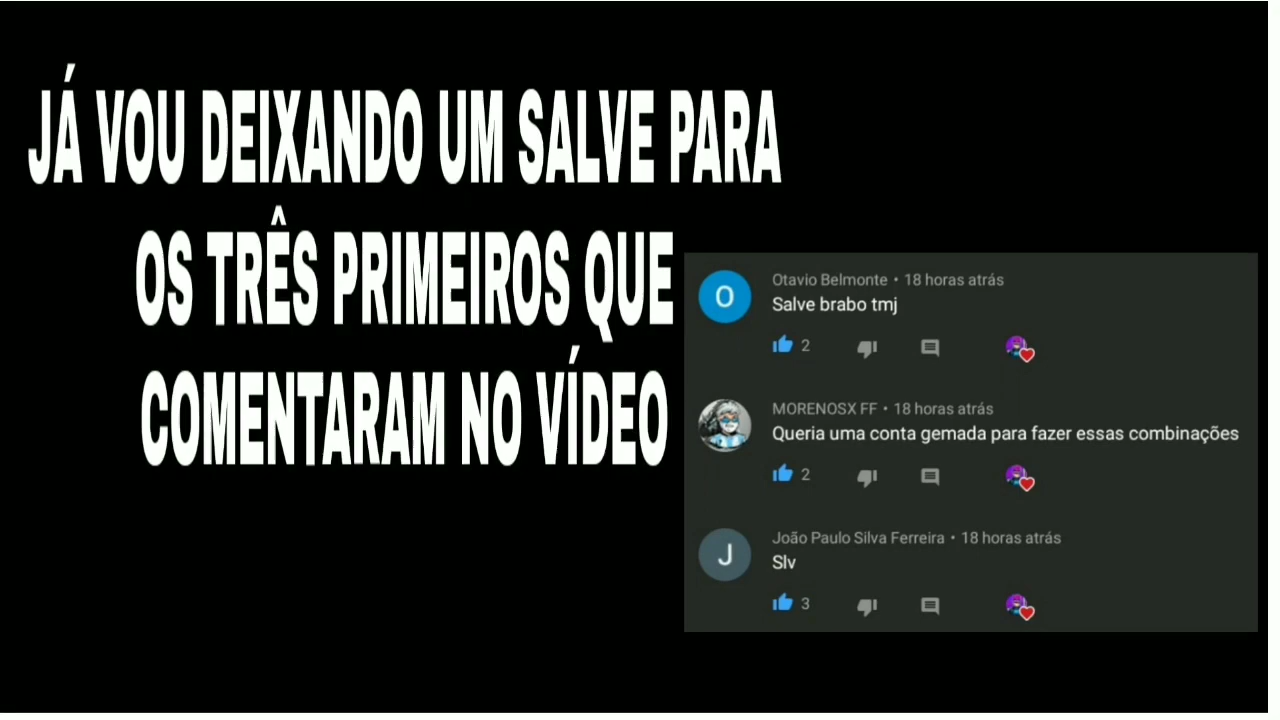 JÁ VOU DEIXANDO UM SALVE PARA
OS TRÊS PRIMEIROS QUE
COMENTARAM NO VÍDEO
O
Otavio Belmonte • 18 horas atrás
Salve brabo tmj
2
MORENOSX FF • 18 horas atrás
Queria uma conta gemada para fazer essas combinações
2
J
João Paulo Silva Ferreira • 18 horas atrás
Slv
3